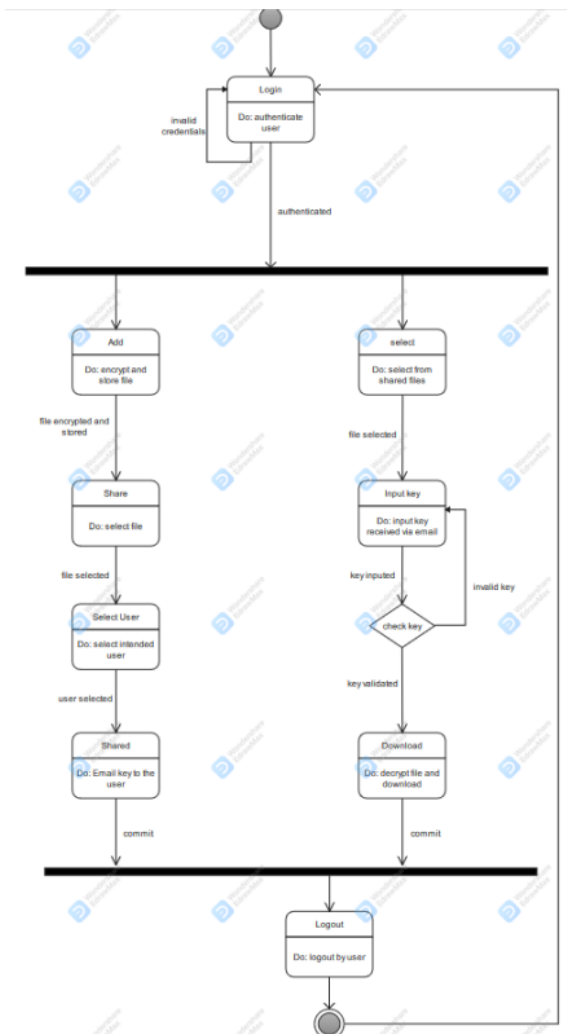 Login
Do: authenticate
user
invalid
credentials
authenticated
Add
Do: encrypt and
store file
select
Do: select from
shared files
file encrypted and
stored
file selected
Share
Do: select file
Input key
Do: input key
received via email
file selected
key inputed
invalid key
Select User
Do: select intended
user
check key
user selected
key validated
Shared
Do: Email key to the
user
Download
Do: decrypt file and
download
commit
commit
Logout
Do: logout by user
Wondershare
EdrawMax